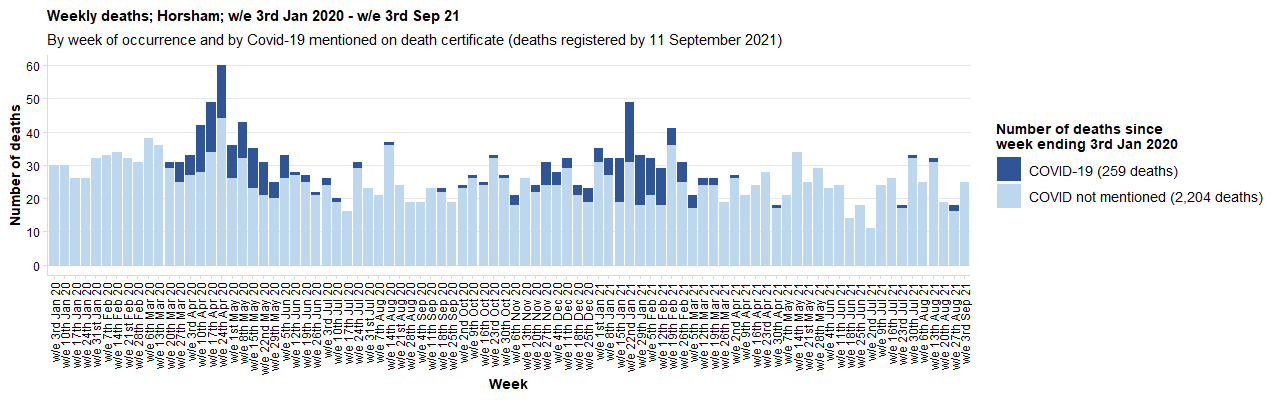 Weekly deaths; Horsham; w/e 3rd Jan 2020 - w/e 3rd Sep 21
By week of occurrence and by Covid-19 mentioned on death certificate (deaths registered by 11 September 2021)
Number of deaths
60
50
40
30
20
10
0
w/e 3rd Jan 20
w/e 10th Jan 20
w/e 17th Jan 20
w/e 24th Jan 20
w/e 31st Jan 20
w/e 7th Feb 20
w/e 14th Feb 20
w/e 21st Feb 20
w/e 28th Feb 20
w/e 6th Mar 20
w/e 13th Mar 20
w/e 20th Mar 20
w/e 27th Mar 20
w/e 3rd Apr 20
w/e 10th Apr 20
w/e 17th Apr 20
w/e 24th Apr 20
w/e 1st May 20
w/e 8th May 20
w/e 15th May 20
w/e 22nd May 20
w/e 29th May 20
w/e 5th Jun 20
w/e 12th Jun 20
w/e 19th Jun 20
w/e 26th Jun 20
w/e 3rd Jul 20
w/e 10th Jul 20
w/e 17th Jul 20
w/e 24th Jul 20
w/e 31st Jul 20
w/e 7th Aug 20
w/e 14th Aug 20
w/e 21st Aug 20
w/e 28th Aug 20
w/e 4th Sep 20
w/e 11th Sep 20
w/e 18th Sep 20
w/e 25th Sep 20
w/e 2nd Oct 20
w/e 9th Oct 20
w/e 16th Oct 20
w/e 23rd Oct 20
w/e 30th Oct 20
w/e 6th Nov 20
w/e 13th Nov 20
w/e 20th Nov 20
w/e 27th Nov 20
w/e 4th Dec 20
w/e 11th Dec 20
w/e 18th Dec 20
w/e 25th Dec 20
w/e 1st Jan 21
w/e 8th Jan 21
w/e 15th Jan 21
w/e 22nd Jan 21
w/e 29th Jan 21
w/e 5th Feb 21
w/e 12th Feb 21
w/e 19th Feb 21
w/e 26th Feb 21
w/e 5th Mar 21
w/e 12th Mar 21
w/e 19th Mar 21
w/e 26th Mar 21
w/e 2nd Apr 21
w/e 9th Apr 21
w/e 16th Apr 21
w/e 23rd Apr 21
w/e 30th Apr 21
w/e 7th May 21
w/e 14th May 21
w/e 21st May 21
w/e 28th May 21
w/e 4th Jun 21
w/e 11th Jun 21
w/e 18th Jun 21
w/e 25th Jun 21
w/e 2nd Jul 21
w/e 9th Jul 21
w/e 16th Jul 21
w/e 23rd Jul 21
w/e 30th Jul 21
w/e 6th Aug 21
w/e 13th Aug 21
w/e 20th Aug 21
w/e 27th Aug 21
w/e 3rd Sep 21
Week
Number of deaths since
week ending 3rd Jan 2020
COVID-19 (259 deaths)
COVID not mentioned (2,204 deaths)